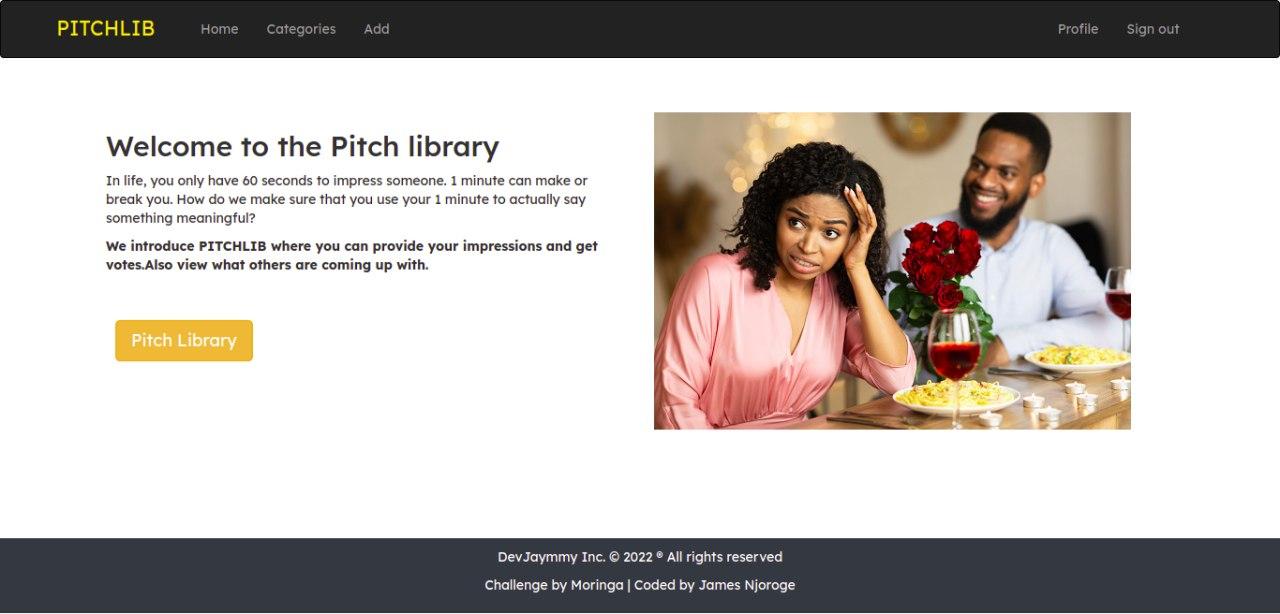 PITCHLIB Home Categories Add Profile Sign out
Welcome to the Pitch library
In life, you only have 60 seconds to impress someone. 1 minute can make or
break you. How do we make sure that you use your 1 minute to actually say
something meaningful?
We introduce PITCHLIB where you can provide your impressions and get
votes.Also view what others are coming up with.
Pitch Library
DevJaymmy Inc. © 2022 ® All rights reserved
Challenge by Moringa | Coded by James Njoroge